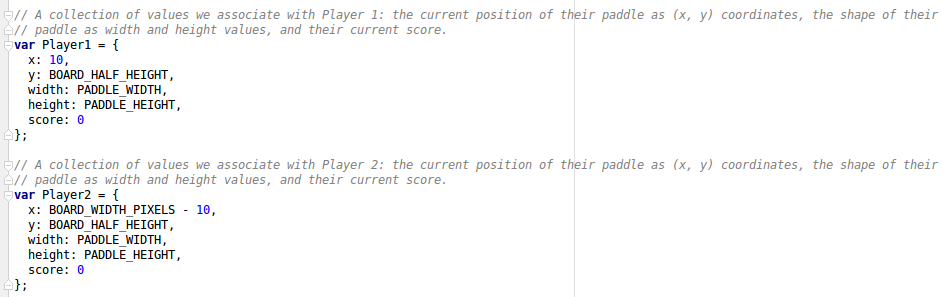 // A collection of values we associate with Player 1: the current position of their paddle as (x, y) coordinates, the shape of their
// paddle as width and height values, and their current score.
var Player1 = {
  x: 10,
  y: BOARD_HALF_HEIGHT,
  width: PADDLE_WIDTH,
  height: PADDLE_HEIGHT,
  score: 0
};
// A collection of values we associate with Player 2: the current position of their paddle as (x, y) coordinates, the shape of their
// paddle as width and height values, and their current score.
var Player2 = {
  x: BOARD_WIDTH_PIXELS - 10,
  y: BOARD_HALF_HEIGHT,
  width: PADDLE_WIDTH,
  height: PADDLE_HEIGHT,
  score: 0
};